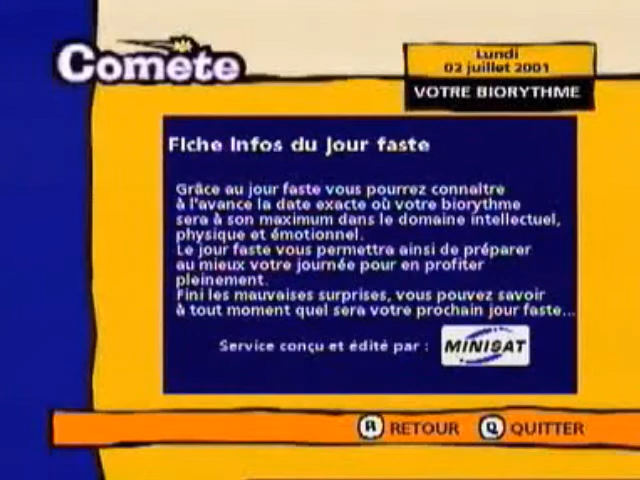 Comète
Lundi
02 juillet 2001
VOTRE BIORYTHME
Fiche infos du jour faste
Grâce au jour faste vous pourrez connaître
à l'avance la date exacte où votre biorythme
sera à son maximum dans le domaine intellectuel,
physique et émotionnel.
Le jour faste vous permettra ainsi de préparer
au mieux votre journée pour en profiter
pleinement.
Fini les mauvaises surprises, vous pouvez savoir
à tout moment quel sera votre prochain jour faste...
Service conçu et édité par : MINISAT
R RETOUR Q QUITTER